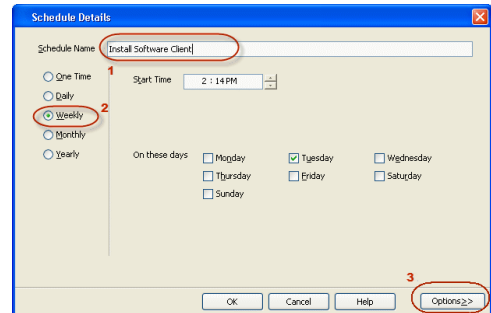 Schedule Details
Schedule Name Install Software Client
1
One Time Start Time 2 : 14 PM
Daily
2
Weekly
Monthly
Yearly On these days Monday Tuesday Wednesday
Thursday Friday Saturday
Sunday
3
OK Cancel Help Options>>